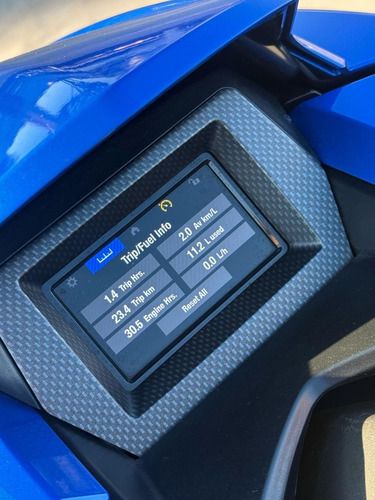 Trip/Fuel Info
1.4 Trip Hrs. 2.0 Av km/L
23.4 Trip km 11.2 L used
30.5 Engine Hrs. 0.0 L/h
Reset All